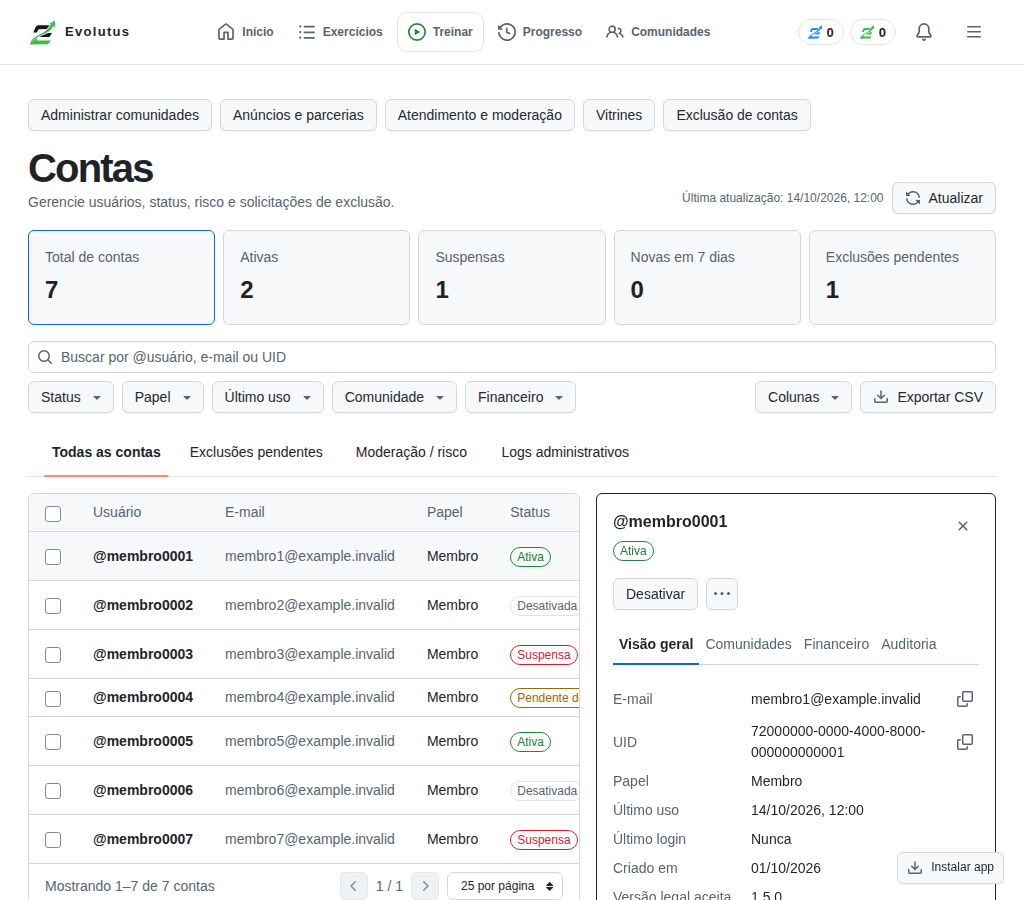 Evolutus
Início
Exercícios
Treinar
Progresso
Comunidades
0
0
Administrar comunidades
Anúncios e parcerias
Atendimento e moderação
Vitrines
Exclusão de contas
Contas
Gerencie usuários, status, risco e solicitações de exclusão.
Última atualização: 14/10/2026, 12:00
Atualizar
Total de contas
7
Ativas
2
Suspensas
1
Novas em 7 dias
0
Exclusões pendentes
1
Buscar por @usuário, e-mail ou UID
Status
Papel
Último uso
Comunidade
Financeiro
Colunas
Exportar CSV
Todas as contas
Exclusões pendentes
Moderação / risco
Logs administrativos
Usuário E-mail Papel Status
@membro0001 membro1@example.invalid Membro Ativa
@membro0002 membro2@example.invalid Membro Desativada
@membro0003 membro3@example.invalid Membro Suspensa
@membro0004 membro4@example.invalid Membro Pendente d
@membro0005 membro5@example.invalid Membro Ativa
@membro0006 membro6@example.invalid Membro Desativada
@membro0007 membro7@example.invalid Membro Suspensa
Mostrando 1–7 de 7 contas
1 / 1
25 por página
@membro0001
Ativa
Desativar
Visão geral
Comunidades
Financeiro
Auditoria
E-mail membro1@example.invalid
UID 72000000-0000-4000-8000-
000000000001
Papel Membro
Último uso 14/10/2026, 12:00
Último login Nunca
Criado em 01/10/2026
Versão legal aceita 1.5.0
Instalar app